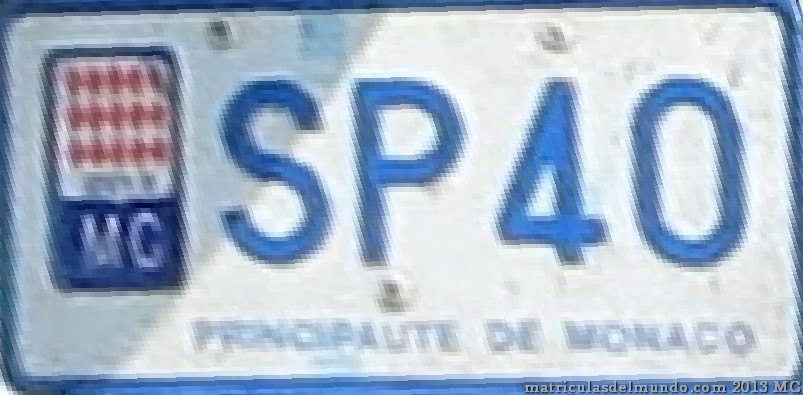 SP40
MC
PRINCIPAUTE DE MONACO
matriculasdelmundo.com 2013 MC